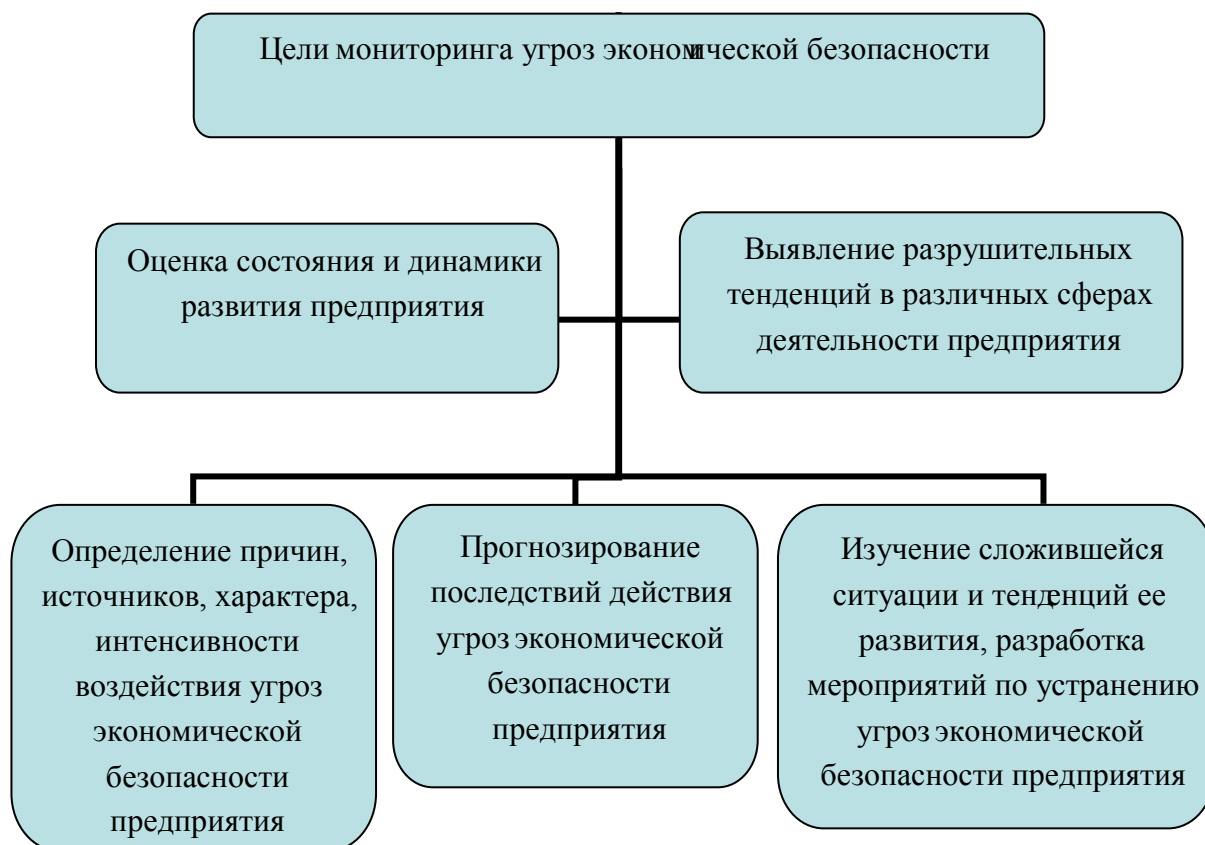 Цели мониторинга угроз экономической безопасности
Оценка состояния и динамики
развития предприятия
Выявление разрушительных
тенденций в различных сферах
деятельности предприятия
Определение причин,
источников, характера,
интенсивности
воздействия угроз
экономической
безопасности
предприятия
Прогнозирование
последствий действия
угроз экономической
безопасности
предприятия
Изучение сложившейся
ситуации и тенденций ее
развития, разработка
мероприятий по устранению
угроз экономической
безопасности предприятия